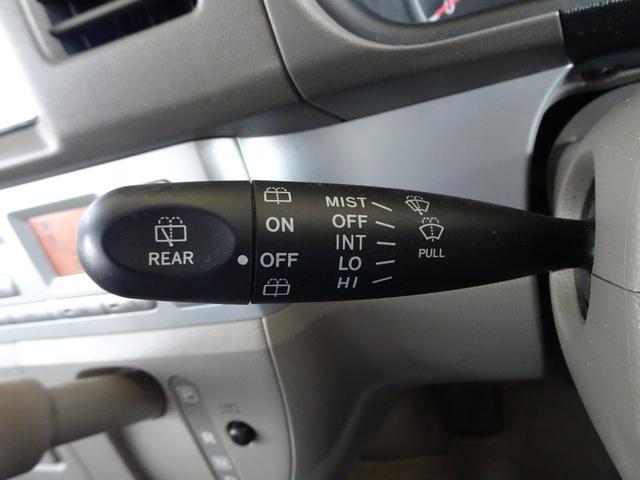 REAR
ON
OFF
MIST
OFF
INT
LO
HI
PULL